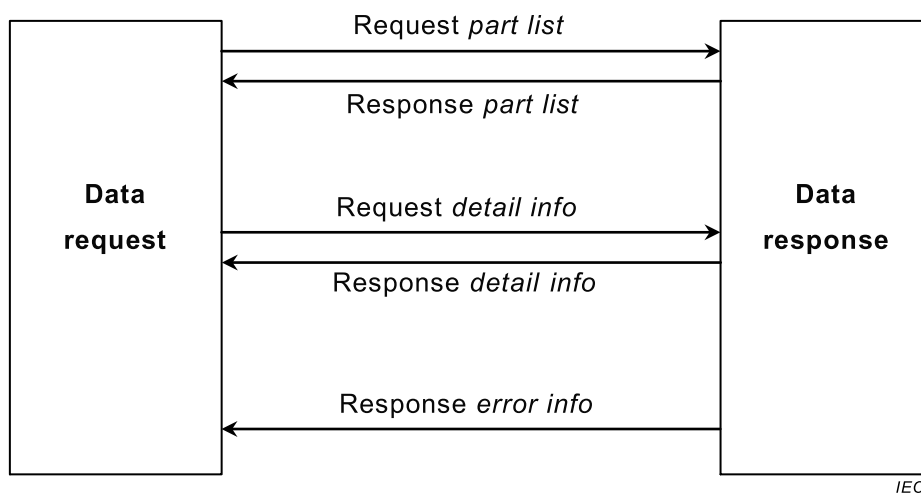 Request part list
Response part list
Data
request
Data
response
Request detail info
Response detail info
Response error info
IEC